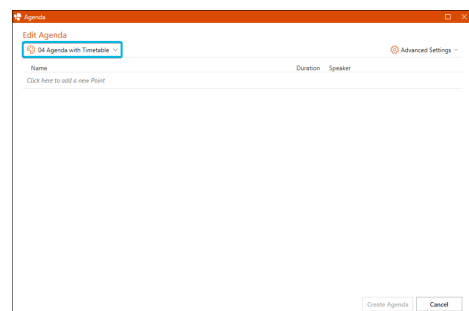 Agenda
Edit Agenda
04 Agenda with Timetable
Advanced Settings
Name Duration Speaker
Click here to add a new Point
Create Agenda Cancel